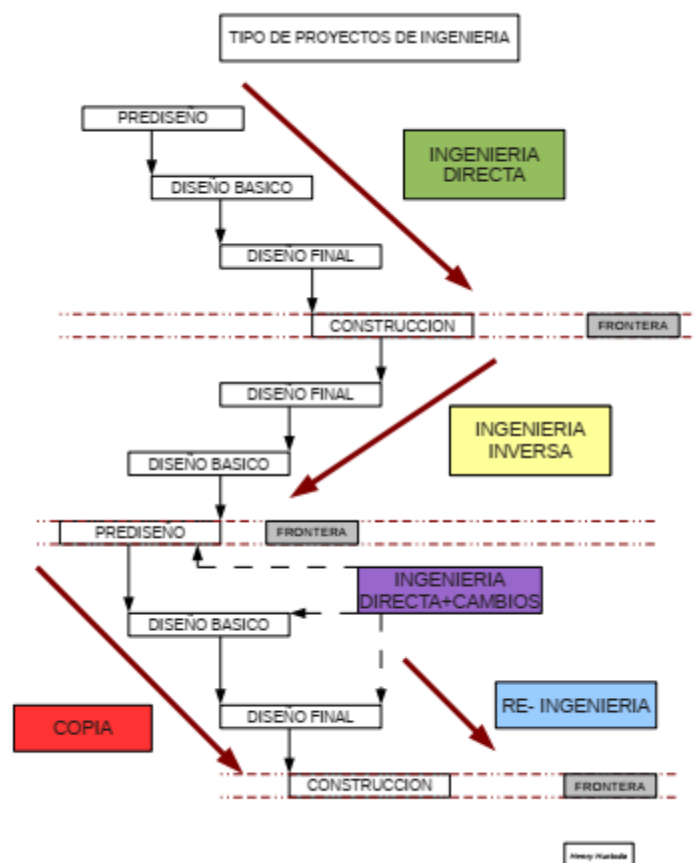 TIPO DE PROYECTOS DE INGENIERIA
PREDISEÑO
INGENIERIA
DIRECTA
DISEÑO BASICO
DISEÑO FINAL
CONSTRUCCION
FRONTERA
DISEÑO FINAL
INGENIERIA
INVERSA
DISEÑO BASICO
PREDISEÑO
FRONTERA
INGENIERIA
DIRECTA+CAMBIOS
DISEÑO BASICO
RE- INGENIERIA
DISEÑO FINAL
COPIA
CONSTRUCCION
FRONTERA
Henry